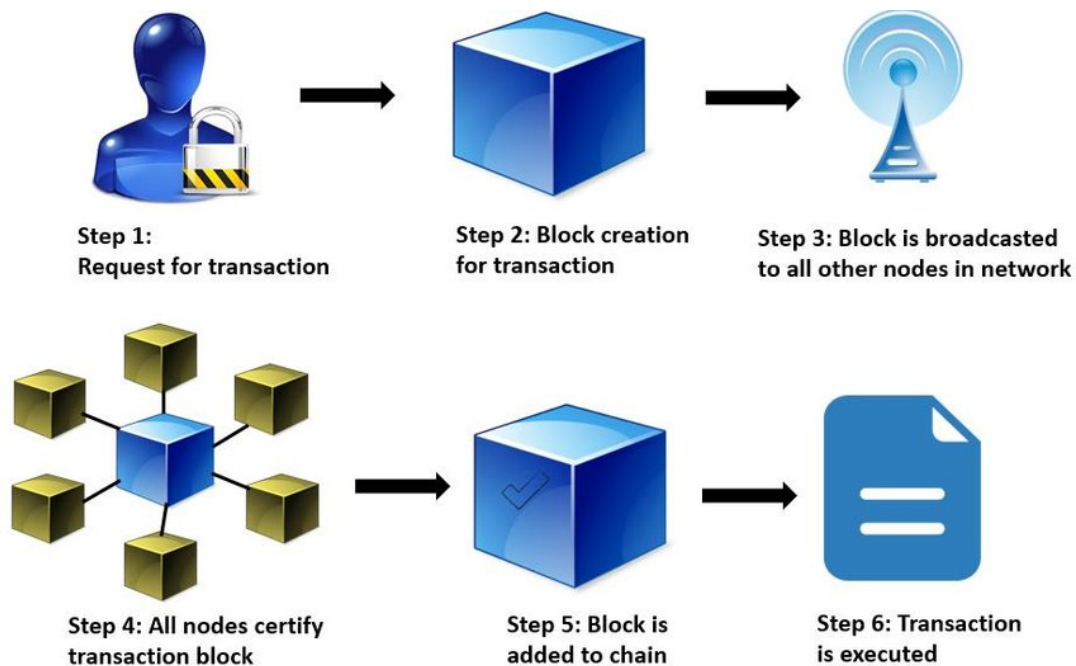 Step 1:
Request for transaction
Step 2: Block creation
for transaction
Step 3: Block is broadcasted
to all other nodes in network
Step 4: All nodes certify
transaction block
Step 5: Block is
added to chain
Step 6: Transaction
is executed